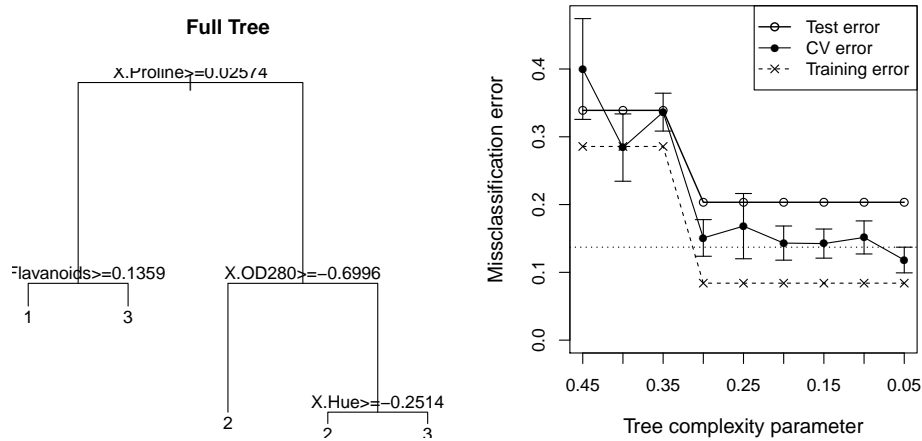 Full Tree
X.Proline>=0.02574
Flavanoids>=0.1359
X.OD280>=−0.6996
1
3
2
X.Hue>=−0.2514
2
3
Test error
CV error
Training error
Missclassification error
0.4
0.3
0.2
0.1
0.0
0.45
0.35
0.25
0.15
0.05
Tree complexity parameter